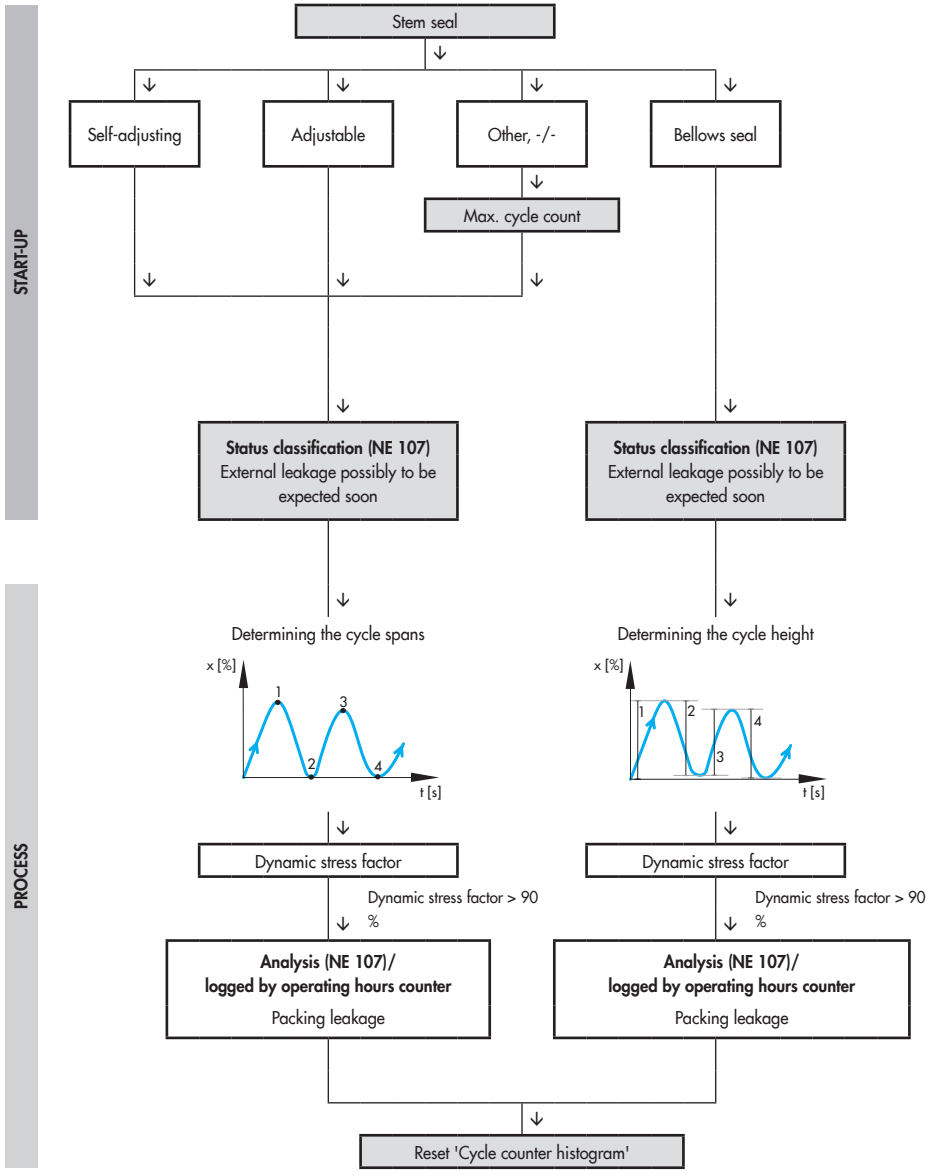 START-UP
Stem seal
Self-adjusting
Adjustable
Other, -/-
Bellows seal
Max. cycle count
Status classification (NE 107)
External leakage possibly to be
expected soon
Status classification (NE 107)
External leakage possibly to be
expected soon
PROCESS
Determining the cycle spans
x [%]
1
3
2
4
t [s]
Determining the cycle height
x [%]
1
2
3
4
t [s]
Dynamic stress factor
Dynamic stress factor
Dynamic stress factor > 90
%
Dynamic stress factor > 90
%
Analysis (NE 107)/
logged by operating hours counter
Packing leakage
Analysis (NE 107)/
logged by operating hours counter
Packing leakage
Reset 'Cycle counter histogram'